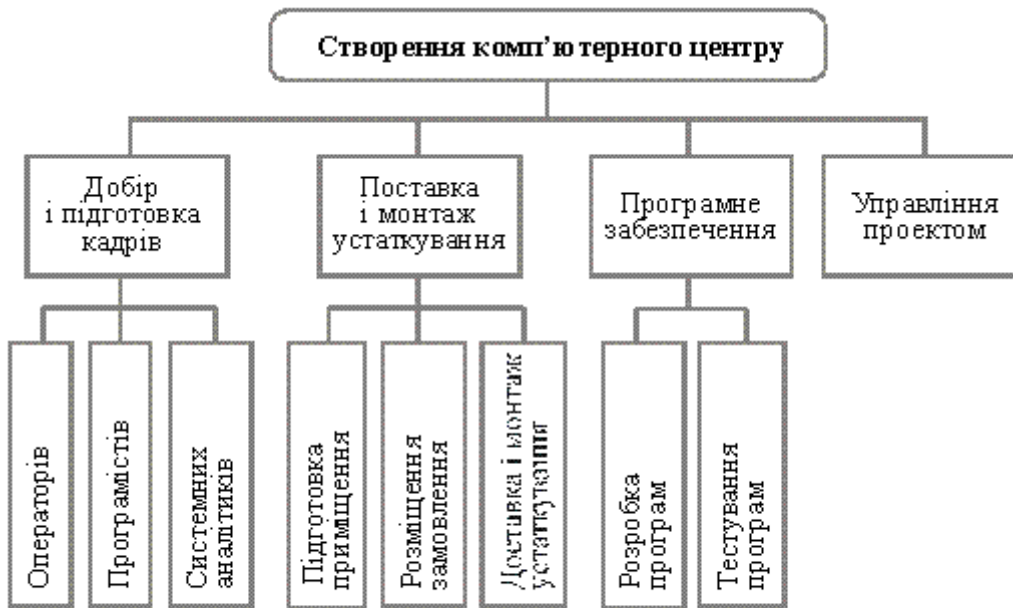 Створення комп’ютерного центру
Добір
і підготовка
кадрів
Поставка
і монтаж
устаткування
Програмне
забезпечення
Управління
проектом
Операторів
Програмістів
Системних
аналітиків
Підготовка
приміщення
Розміщення
замовлення
Доставка і монтаж
устаткування
Розробка
програм
Тестування
програм